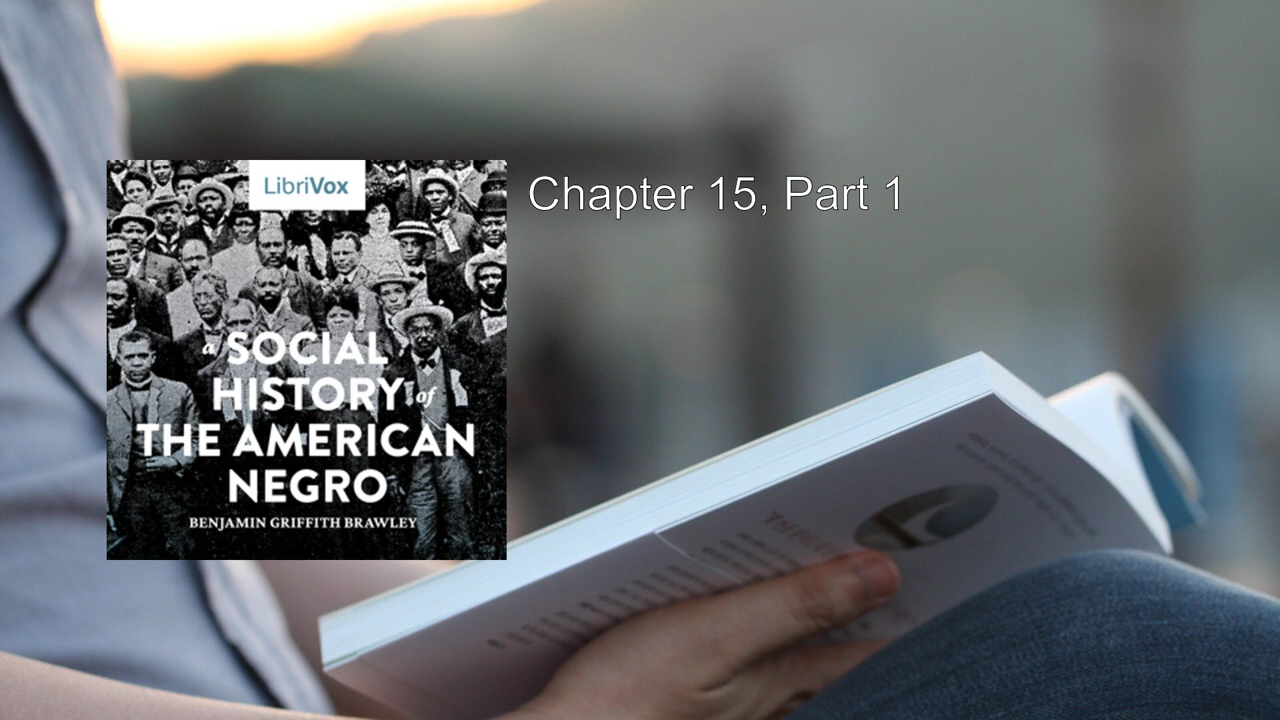 LibriVox
Chapter 15, Part 1
a SOCIAL
HISTORY of
THE AMERICAN
NEGRO
BENJAMIN GRIFFITH BRAWLEY